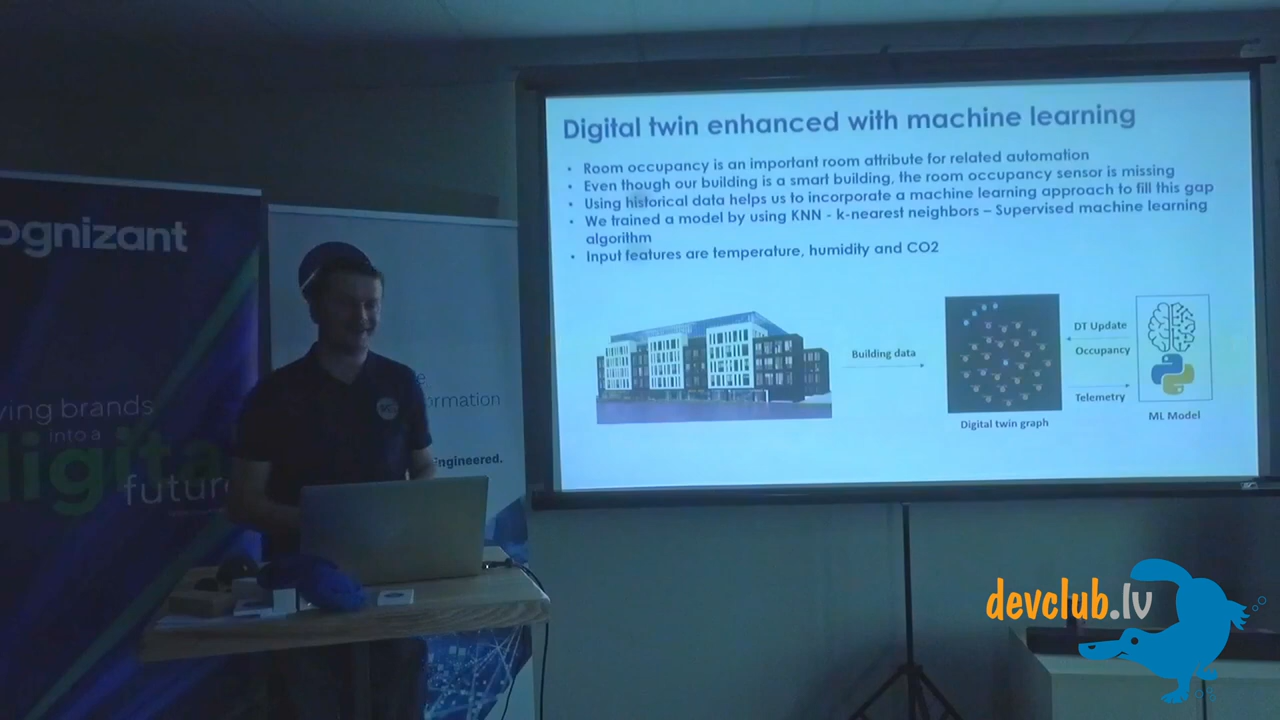 Digital twin enhanced with machine learning
• Room occupancy is an important room attribute for related automation
• Even though our building is a smart building, the room occupancy sensor is missing
• Using historical data helps us to incorporate a machine learning approach to fill this gap
• We trained a model by using KNN - k-nearest neighbors – Supervised machine learning
algorithm
• Input features are temperature, humidity and CO2
Building data
DT Update
Occupancy
Telemetry
Digital twin graph
ML Model
ognizant
ving brands
into a
digital
future
ormation
Engineered.
devclub.lv